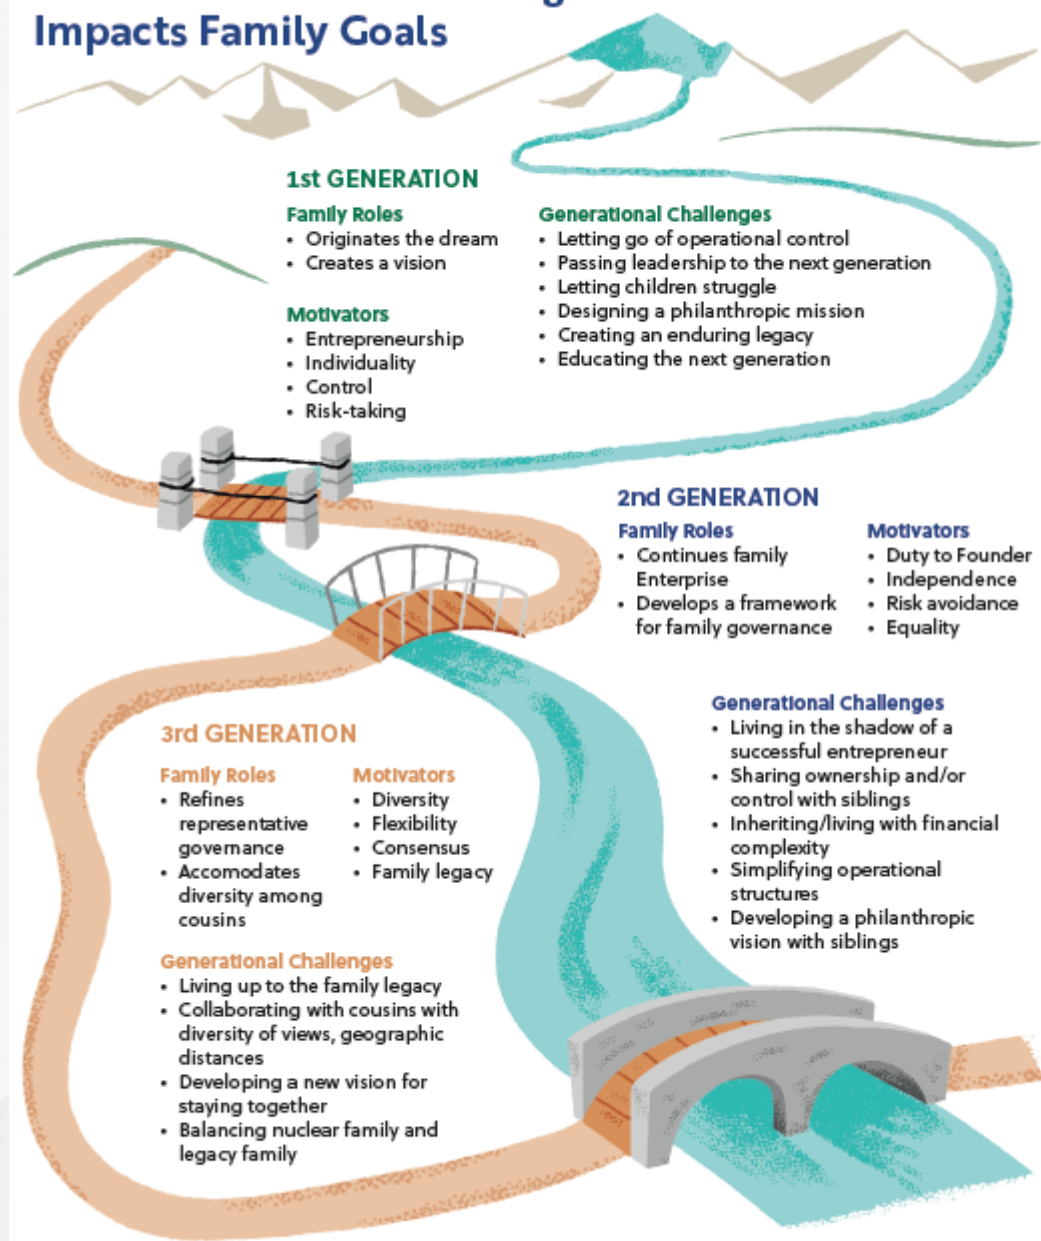 Impacts Family Goals
1st GENERATION
Family Roles
• Originates the dream
• Creates a vision
Motivators
• Entrepreneurship
• Individuality
• Control
• Risk-taking
Generational Challenges
• Letting go of operational control
• Passing leadership to the next generation
• Letting children struggle
• Designing a philanthropic mission
• Creating an enduring legacy
• Educating the next generation
2nd GENERATION
Family Roles
• Continues family
Enterprise
• Develops a framework
for family governance
Motivators
• Duty to Founder
• Independence
• Risk avoidance
• Equality
Generational Challenges
• Living in the shadow of a
successful entrepreneur
• Sharing ownership and/or
control with siblings
• Inheriting/living with financial
complexity
• Simplifying operational
structures
• Developing a philanthropic
vision with siblings
3rd GENERATION
Family Roles
• Refines
representative
governance
• Accomodates
diversity among
cousins
Motivators
• Diversity
• Flexibility
• Consensus
• Family legacy
Generational Challenges
• Living up to the family legacy
• Collaborating with cousins with
diversity of views, geographic
distances
• Developing a new vision for
staying together
• Balancing nuclear family and
legacy family